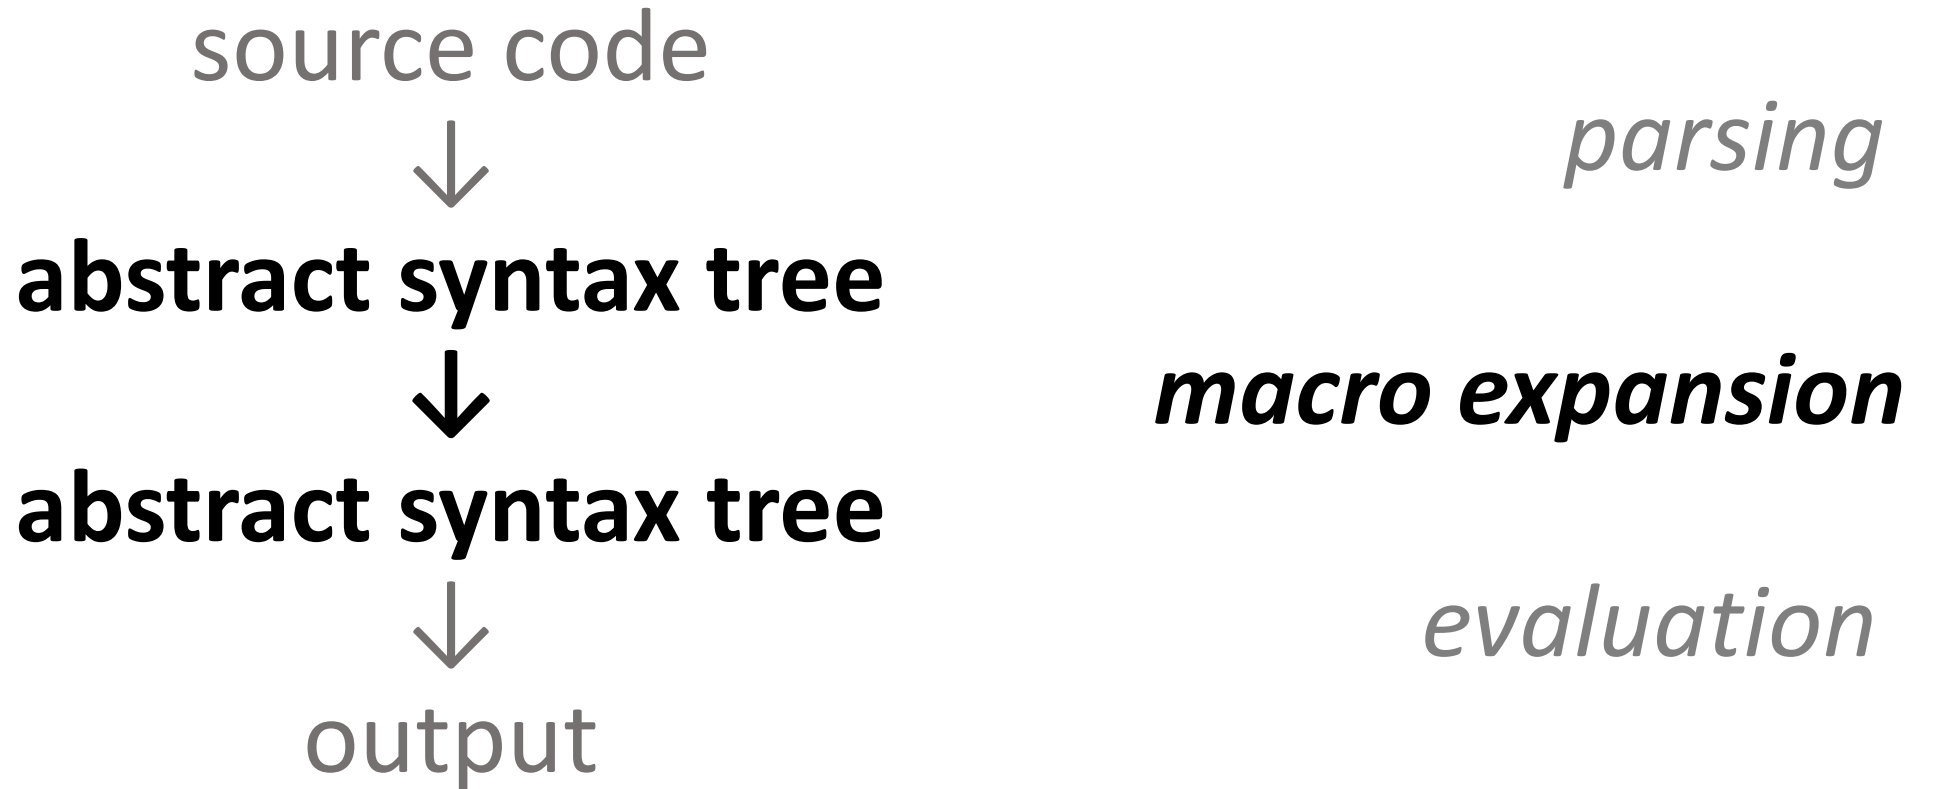 source code
↓
parsing
abstract syntax tree
↓
macro expansion
abstract syntax tree
↓
evaluation
output